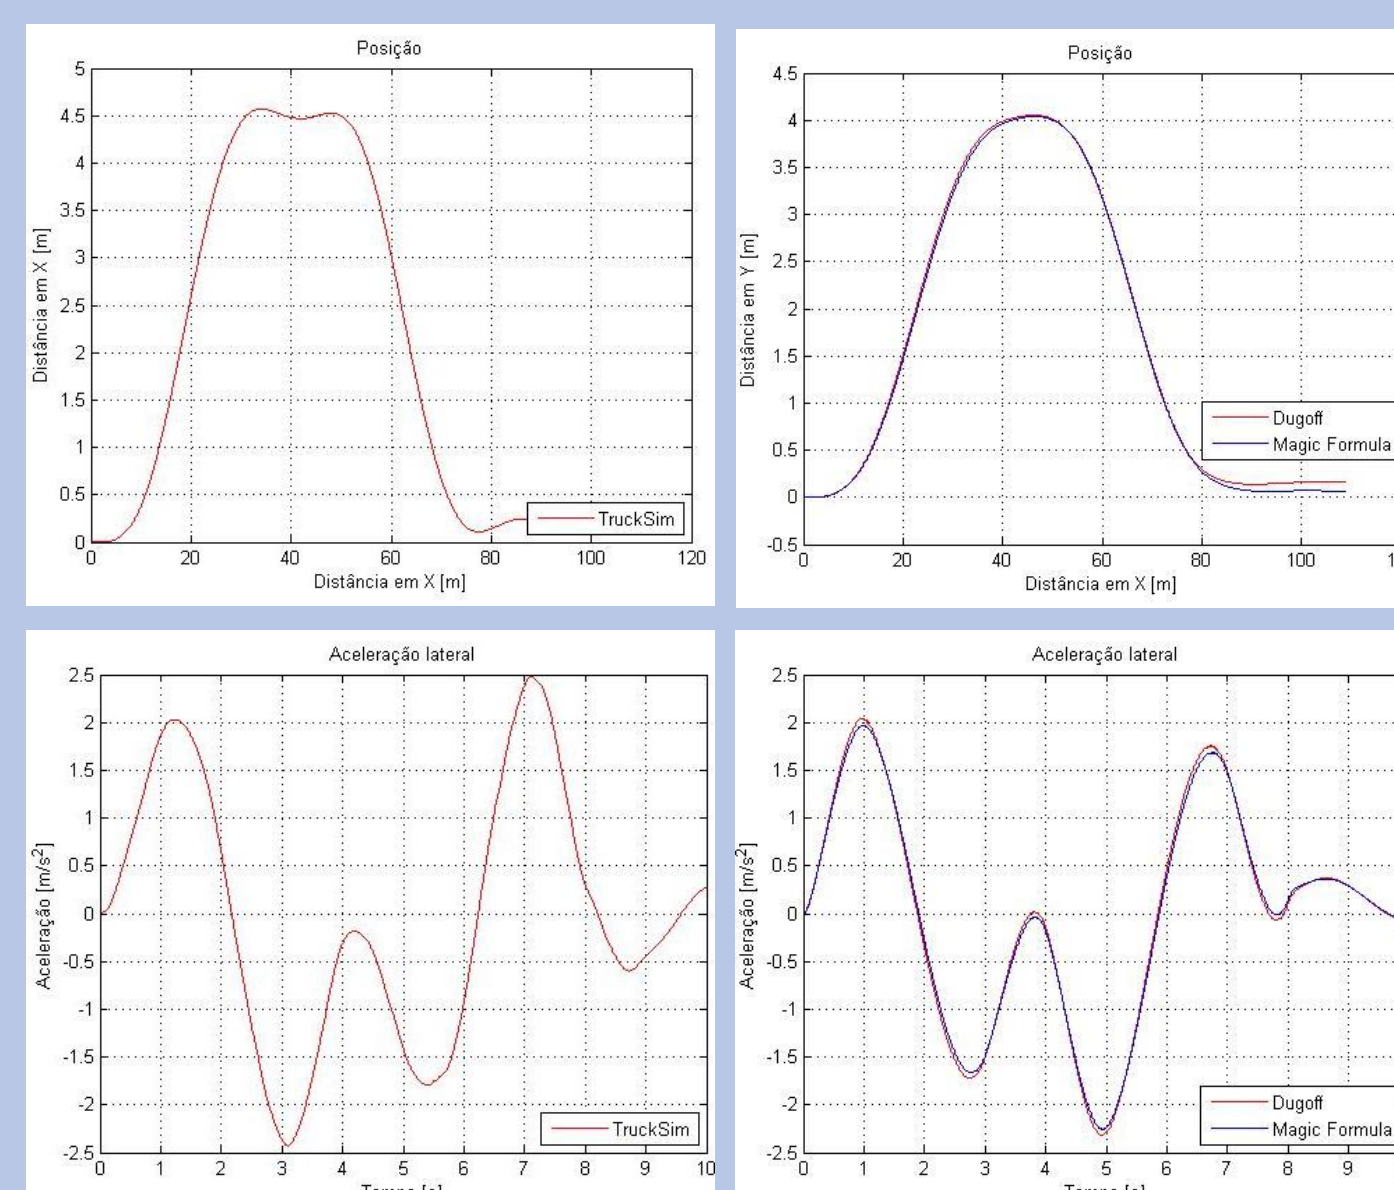 Posição
5
4.5
4
3.5
3
2.5
2
1.5
1
0.5
0
Distância em X [m]
TruckSim
0 20 40 60 80 100 120
Distância em X [m]
Posição
4.5
4
3.5
3
2.5
2
1.5
1
0.5
0
-0.5
Distância em Y [m]
Dugoff
Magic Formula
0 20 40 60 80 100
Distância em X [m]
Aceleração lateral
2.5
2
1.5
1
0.5
0
-0.5
-1
-1.5
-2
-2.5
Aceleração [m/s²]
TruckSim
0 1 2 3 4 5 6 7 8 9 10
Aceleração lateral
2.5
2
1.5
1
0.5
0
-0.5
-1
-1.5
-2
-2.5
Aceleração [m/s²]
Dugoff
Magic Formula
0 1 2 3 4 5 6 7 8 9